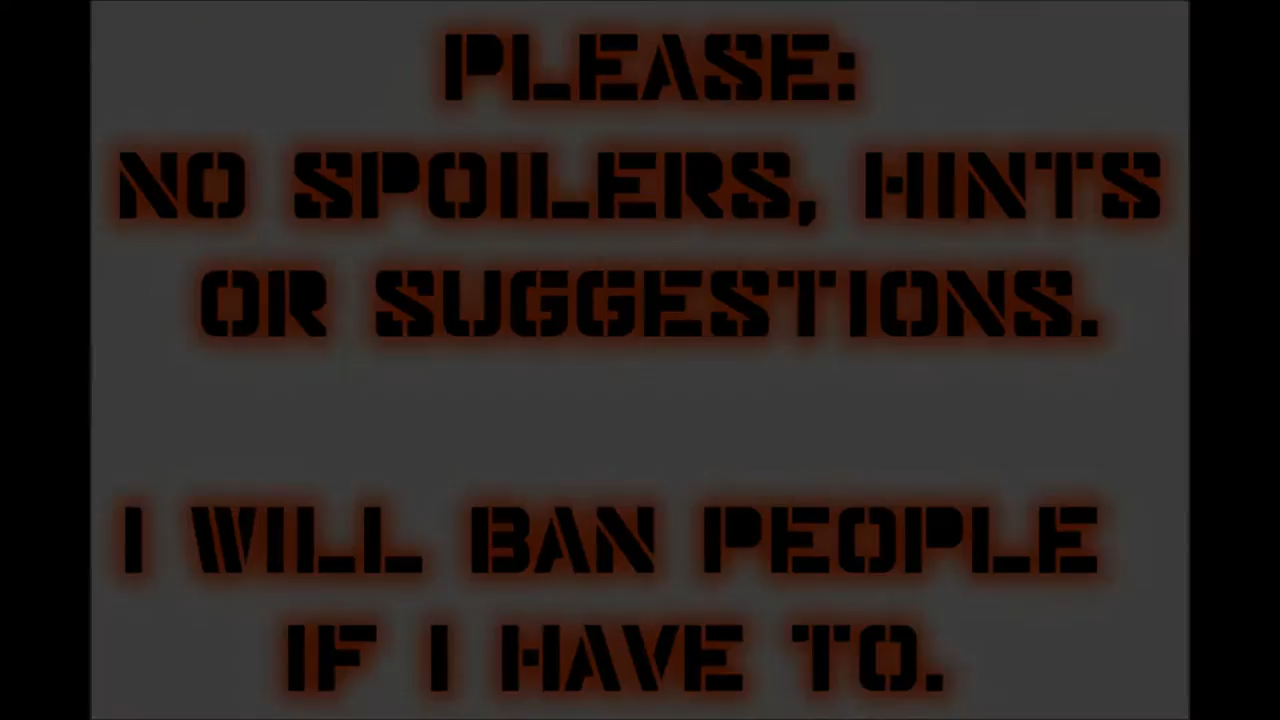 PLEASE:
NO SPOILERS, HINTS
OR SUGGESTIONS.
I WILL BAN PEOPLE
IF I HAVE TO.